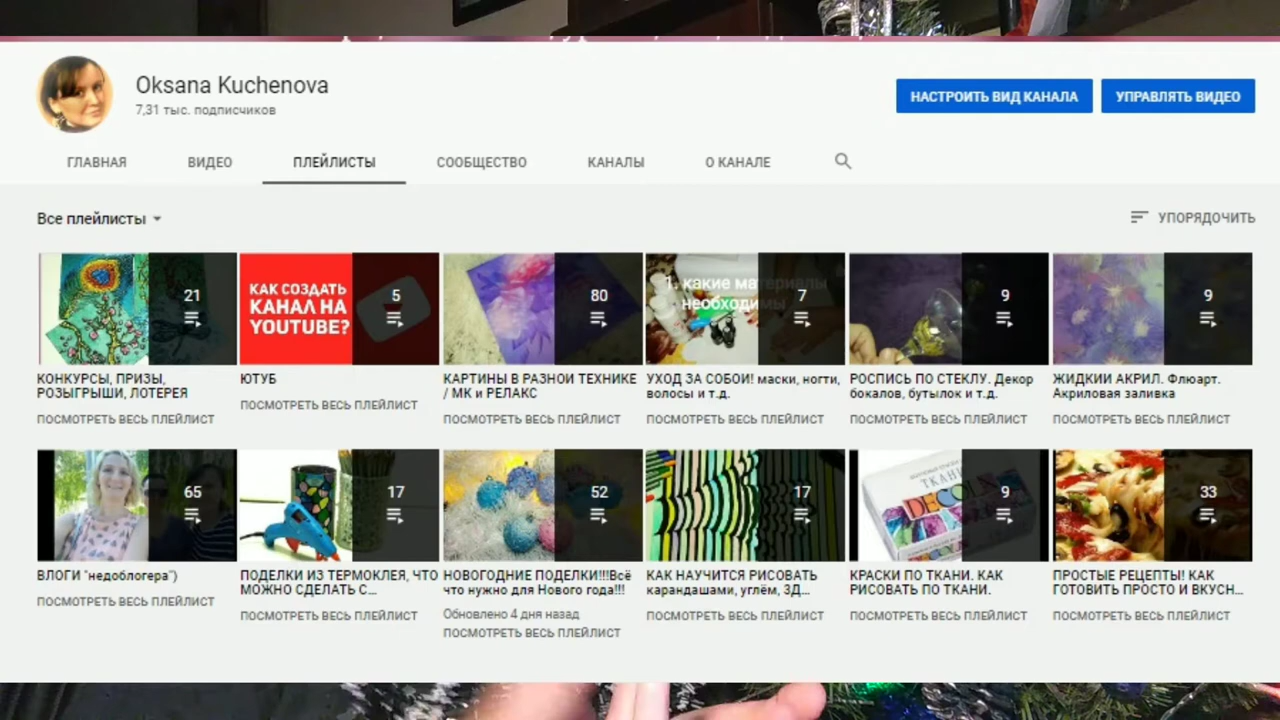 Oksana Kuchenova
7,31 тыс. подписчиков
НАСТРОИТЬ ВИД КАНАЛА
УПРАВЛЯТЬ ВИДЕО
ГЛАВНАЯ
ВИДЕО
ПЛЕЙЛИСТЫ
СООБЩЕСТВО
КАНАЛЫ
О КАНАЛЕ
Все плейлисты
УПОРЯДОЧИТЬ
21
КАК СОЗДАТЬ
КАНАЛ НА
YOUTUBE?
5
80
1. какие материалы
необходимы
7
9
9
КОНКУРСЫ, ПРИЗЫ,
РОЗЫГРЫШИ, ЛОТЕРЕЯ
ПОСМОТРЕТЬ ВЕСЬ ПЛЕЙЛИСТ
ЮТУБ
ПОСМОТРЕТЬ ВЕСЬ ПЛЕЙЛИСТ
КАРТИНЫ В РАЗНОЙ ТЕХНИКЕ
/ МК и РЕЛАКС
ПОСМОТРЕТЬ ВЕСЬ ПЛЕЙЛИСТ
УХОД ЗА СОБОЙ! маски, ногти,
волосы и т.д.
ПОСМОТРЕТЬ ВЕСЬ ПЛЕЙЛИСТ
РОСПИСЬ ПО СТЕКЛУ. Декор
бокалов, бутылок и т.д.
ПОСМОТРЕТЬ ВЕСЬ ПЛЕЙЛИСТ
ЖИДКИЙ АКРИЛ. Флюарт.
Акриловая заливка
ПОСМОТРЕТЬ ВЕСЬ ПЛЕЙЛИСТ
65
17
52
17
ТКАНИ
DECOLA
9
33
ВЛОГИ "недоблогера")
ПОСМОТРЕТЬ ВЕСЬ ПЛЕЙЛИСТ
ПОДЕЛКИ ИЗ ТЕРМОКЛЕЯ, ЧТО
МОЖНО СДЕЛАТЬ С...
ПОСМОТРЕТЬ ВЕСЬ ПЛЕЙЛИСТ
НОВОГОДНИЕ ПОДЕЛКИ!!!Всё
что нужно для Нового года!!!
Обновлено 4 дня назад
ПОСМОТРЕТЬ ВЕСЬ ПЛЕЙЛИСТ
КАК НАУЧИТСЯ РИСОВАТЬ
карандашами, углём, 3Д...
ПОСМОТРЕТЬ ВЕСЬ ПЛЕЙЛИСТ
КРАСКИ ПО ТКАНИ. КАК
РИСОВАТЬ ПО ТКАНИ.
ПОСМОТРЕТЬ ВЕСЬ ПЛЕЙЛИСТ
ПРОСТЫЕ РЕЦЕПТЫ! КАК
ГОТОВИТЬ ПРОСТО И ВКУСН...
ПОСМОТРЕТЬ ВЕСЬ ПЛЕЙЛИСТ